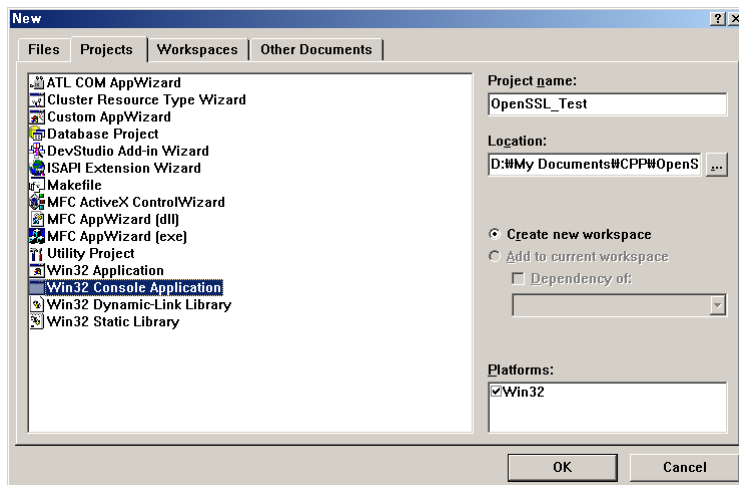 New
Files Projects Workspaces Other Documents
ATL COM AppWizard
Cluster Resource Type Wizard
Custom AppWizard
Database Project
DevStudio Add-in Wizard
ISAPI Extension Wizard
Makefile
MFC ActiveX ControlWizard
MFC AppWizard (dll)
MFC AppWizard (exe)
Utility Project
Win32 Application
Win32 Console Application
Win32 Dynamic-Link Library
Win32 Static Library
Project name:
OpenSSL_Test
Location:
D:₩My Documents₩CPP₩OpenS ...
Create new workspace
Add to current workspace
Dependency of:
Platforms:
Win32
OK Cancel